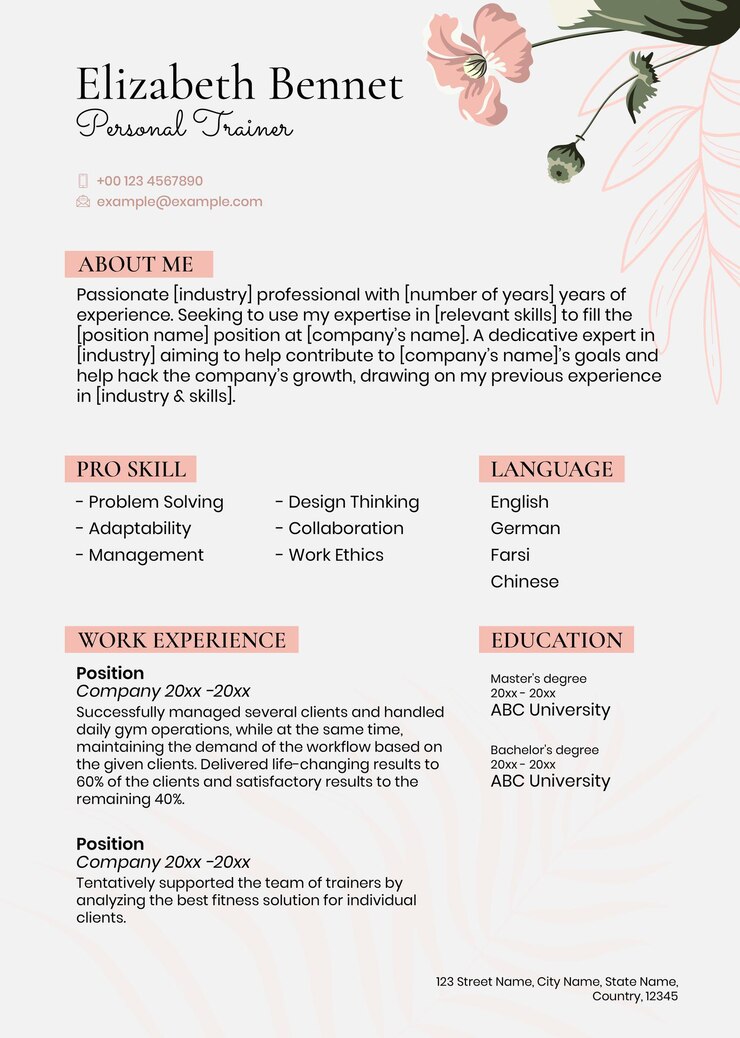 Elizabeth Bennet
Personal Trainer
+00 123 4567890
example@example.com
ABOUT ME
Passionate [industry] professional with [number of years] years of
experience. Seeking to use my expertise in [relevant skills] to fill the
[position name] position at [company's name]. A dedicative expert in
[industry] aiming to help contribute to [company's name]'s goals and
help hack the company's growth, drawing on my previous experience
in [industry & skills].
PRO SKILL
- Problem Solving
- Adaptability
- Management
- Design Thinking
- Collaboration
- Work Ethics
LANGUAGE
English
German
Farsi
Chinese
WORK EXPERIENCE
Position
Company 20xx -20xx
Successfully managed several clients and handled
daily gym operations, while at the same time,
maintaining the demand of the workflow based on
the given clients. Delivered life-changing results to
60% of the clients and satisfactory results to the
remaining 40%.
Position
Company 20xx -20xx
Tentatively supported the team of trainers by
analyzing the best fitness solution for individual
clients.
EDUCATION
Master's degree
20xx - 20xx
ABC University
Bachelor's degree
20xx - 20xx
ABC University
123 Street Name, City Name, State Name,
Country, 12345